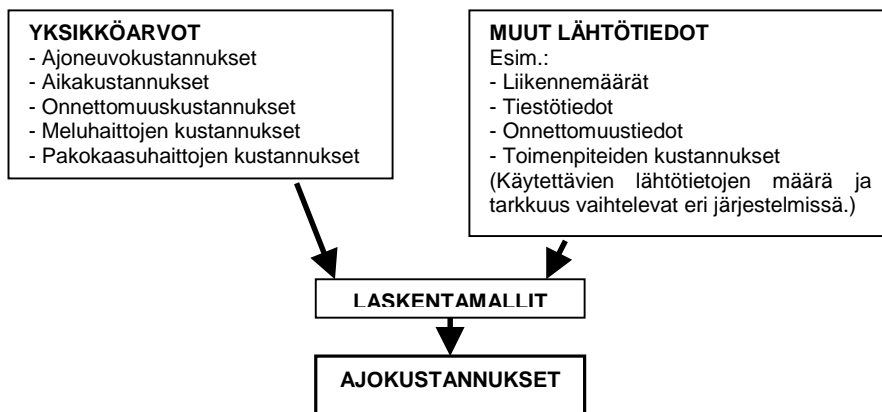 YKSIKKÖARVOT
- Ajoneuvokustannukset
- Aikakustannukset
- Onnettomuuskustannukset
- Meluhaittojen kustannukset
- Pakokaasuhaittojen kustannukset
MUUT LÄHTÖTIEDOT
Esim.:
- Liikennemäärät
- Tiestötiedot
- Onnettomuustiedot
- Toimenpiteiden kustannukset
(Käytettävien lähtötietojen määrä ja
tarkkuus vaihtelevat eri järjestelmissä.)
LASKENTAMALLIT
AJOKUSTANNUKSET